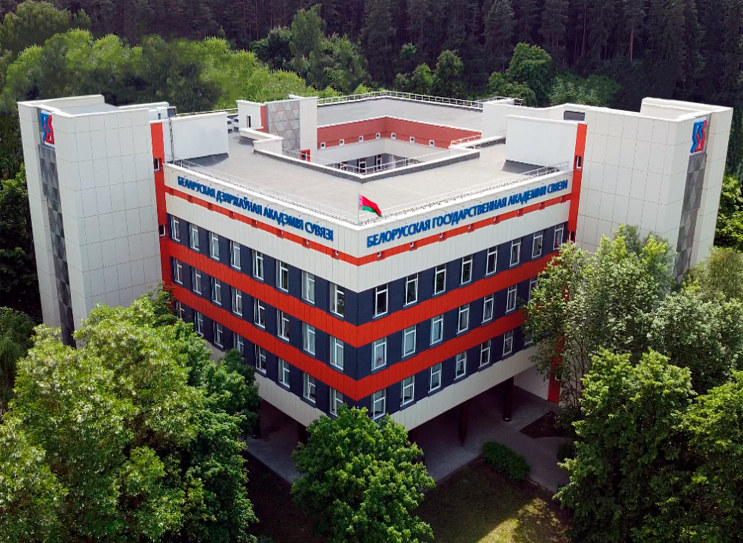 БЕЛАРУСКАЯ ДЗЯРЖАЎНАЯ АКАДЭМІЯ СУВЯЗІ
БЕЛОРУССКАЯ ГОСУДАРСТВЕННАЯ АКАДЕМИЯ СВЯЗИ